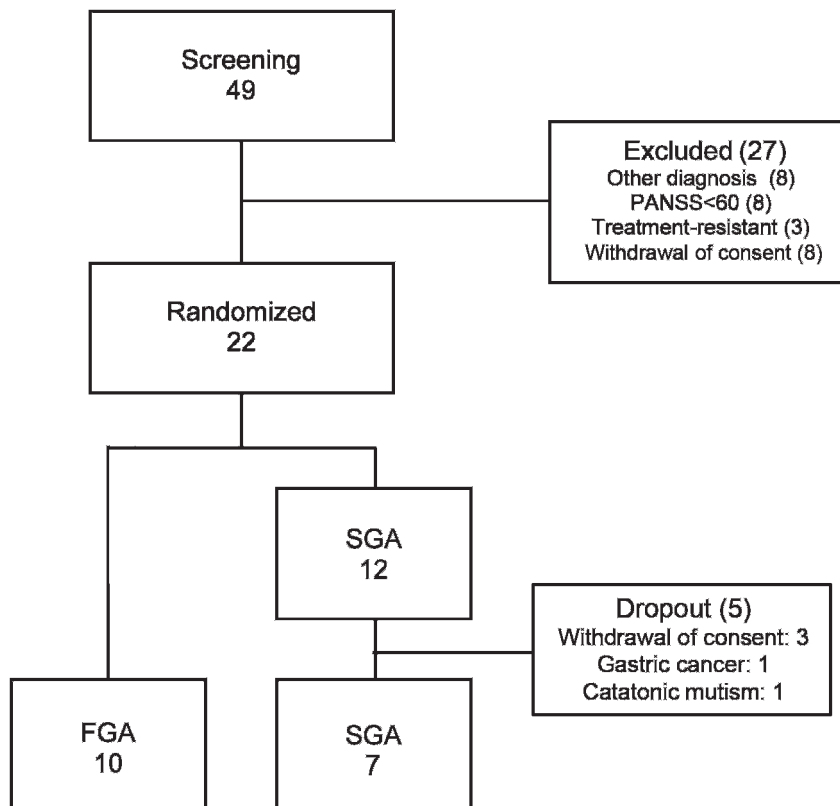 Screening
49
Excluded (27)
Other diagnosis (8)
PANSS<60 (8)
Treatment-resistant (3)
Withdrawal of consent (8)
Randomized
22
SGA
12
Dropout (5)
Withdrawal of consent: 3
Gastric cancer: 1
Catatonic mutism: 1
FGA
10
SGA
7